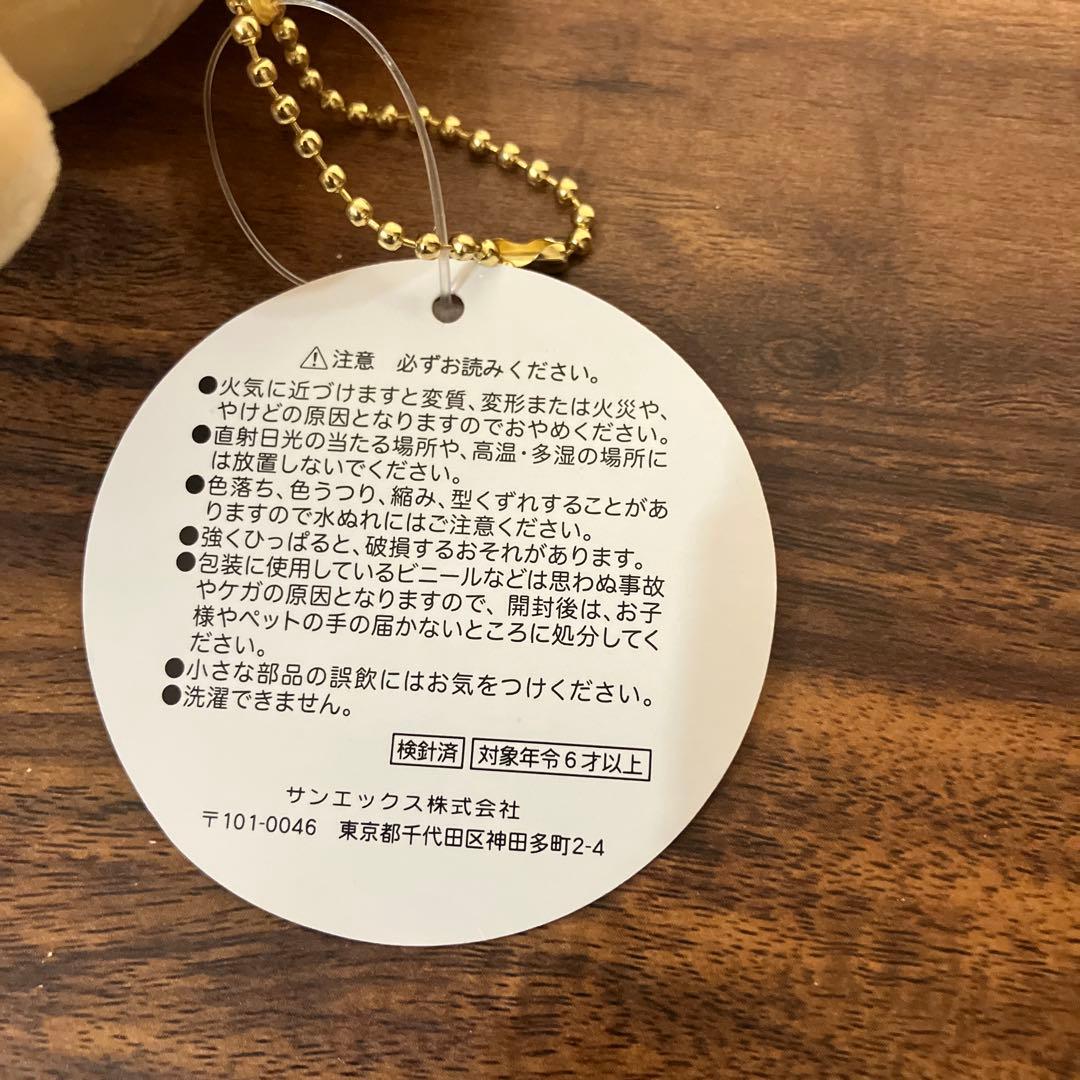 ⚠注意 必ずお読みください。
●火気に近づけますと変質、変形または火災や、
やけどの原因となりますのでおやめください。
●直射日光の当たる場所や、高温・多湿の場所に
は放置しないでください。
●色落ち、色うつり、縮み、型くずれすることがあ
りますので水ぬれにはご注意ください。
●強くひっぱると、破損するおそれがあります。
●包装に使用しているビニールなどは思わぬ事故
やケガの原因となりますので、開封後は、お子
様やペットの手の届かないところに処分してく
ださい。
●小さな部品の誤飲にはお気をつけください。
●洗濯できません。
検針済 対象年令6才以上
サンエックス株式会社
〒101-0046 東京都千代田区神田多町2-4